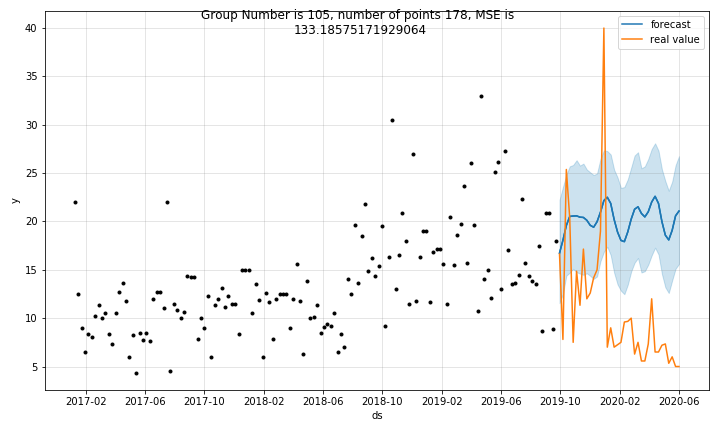 Group Number is 105, number of points 178, MSE is
133.18575171929064
forecast
real value
40
35
30
25
20
15
10
5
y
2017-02 2017-06 2017-10 2018-02 2018-06 2018-10 2019-02 2019-06 2019-10 2020-02 2020-06
ds